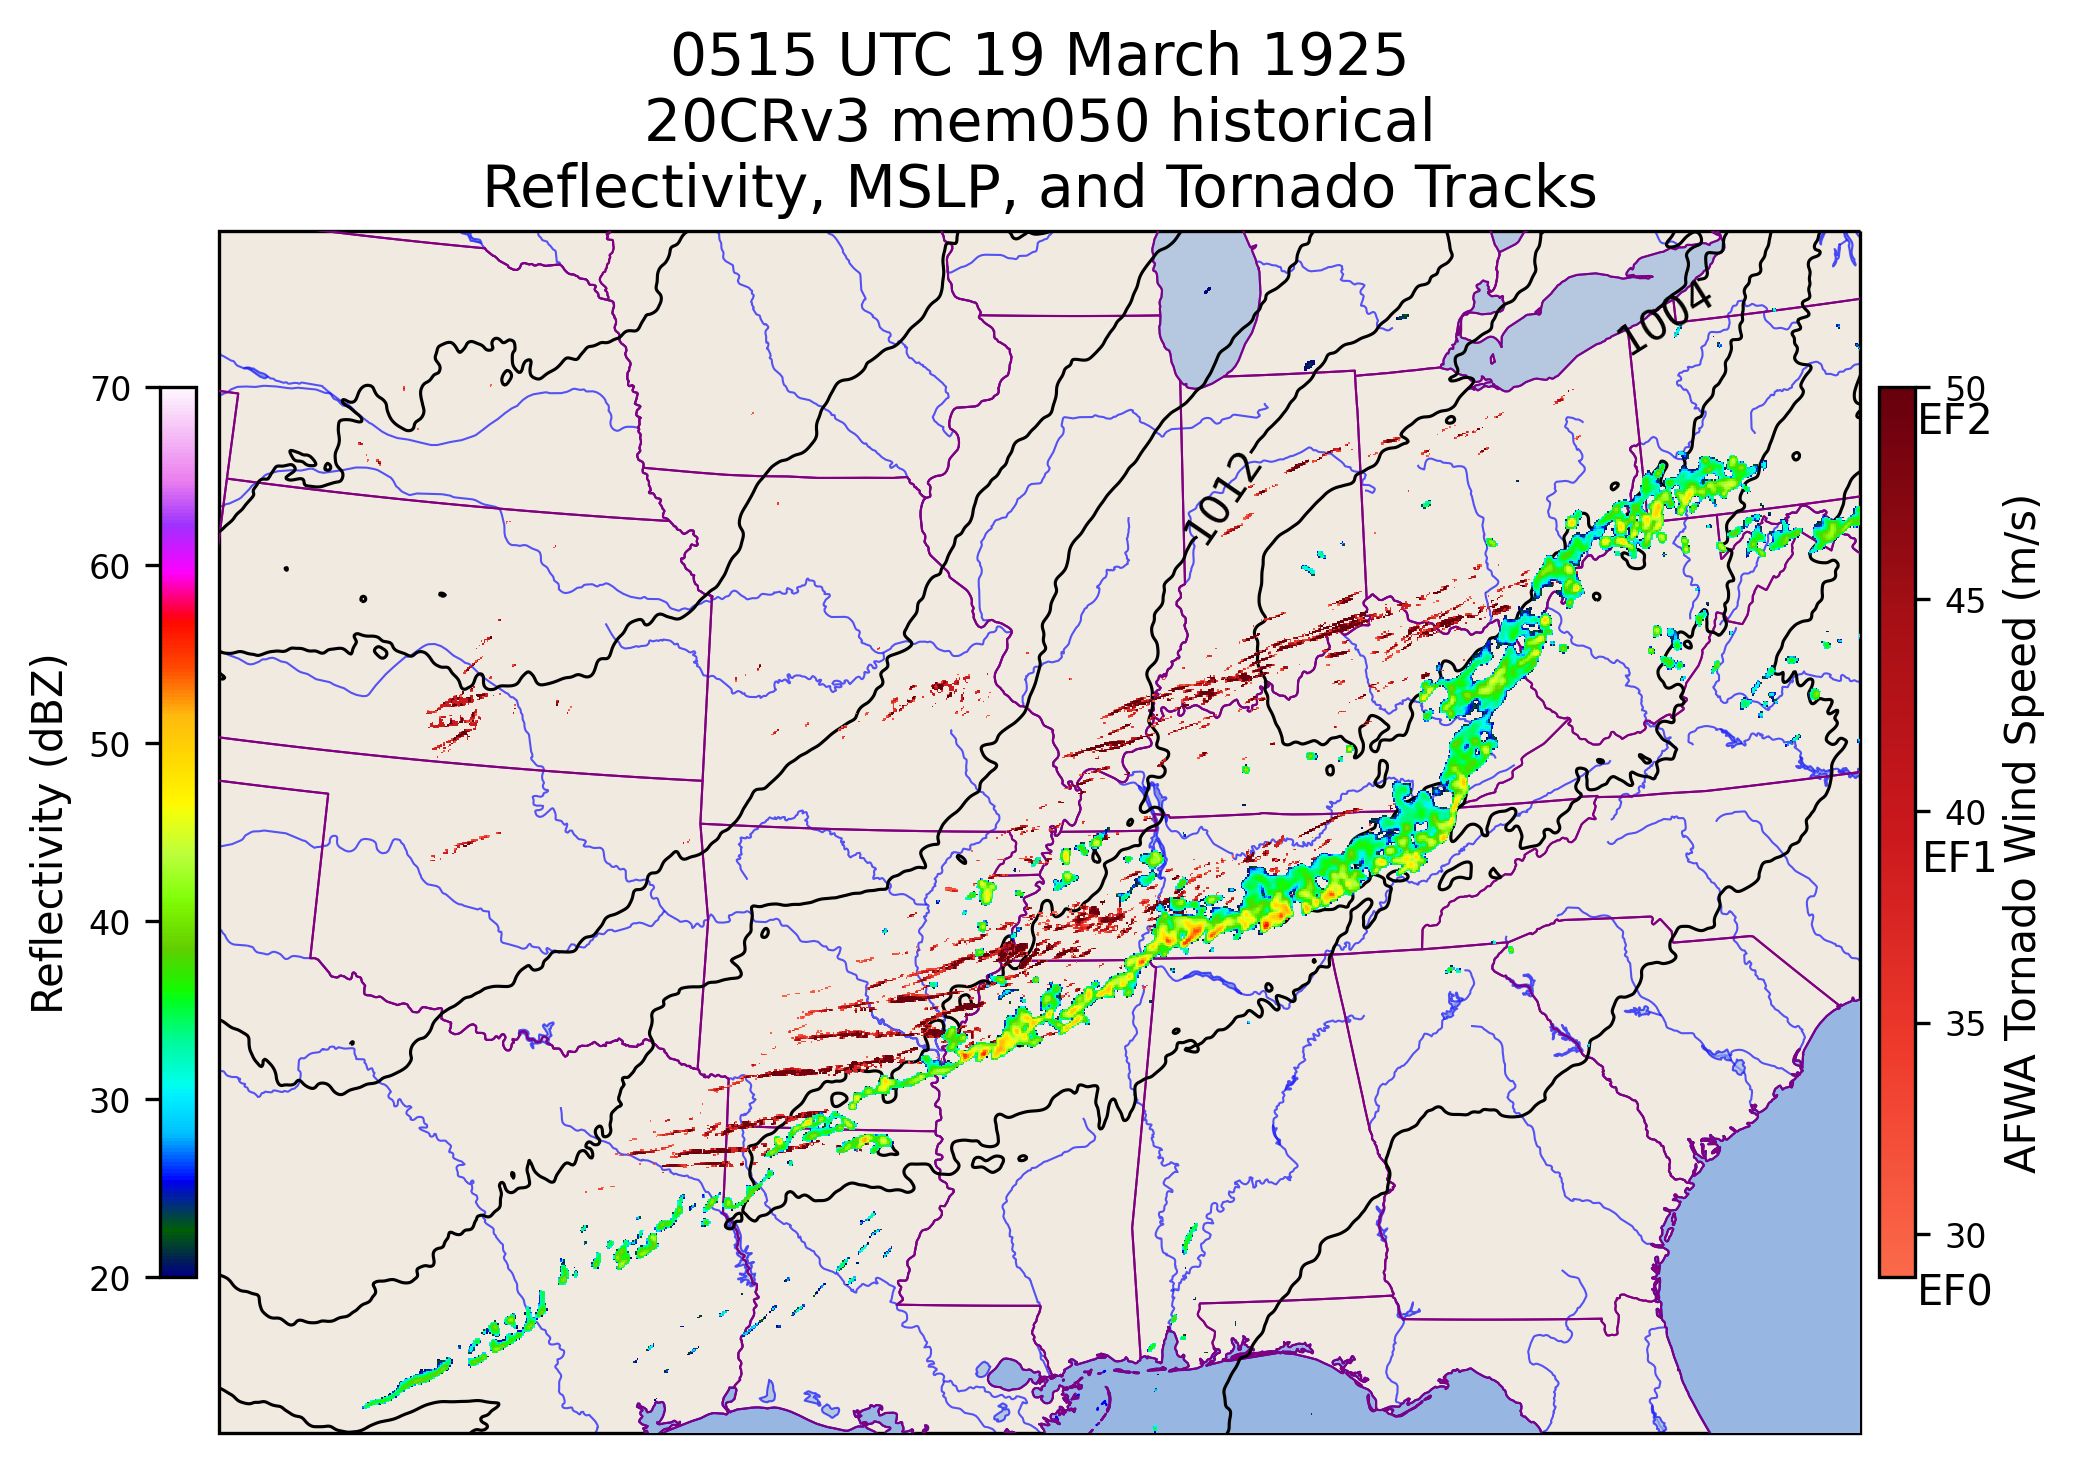 0515 UTC 19 March 1925
20CRv3 mem050 historical
Reflectivity, MSLP, and Tornado Tracks
Reflectivity (dBZ)
70
60
50
40
30
20
1004
1012
50
EF2
45
40
EF1
35
30
EF0
AFWA Tornado Wind Speed (m/s)